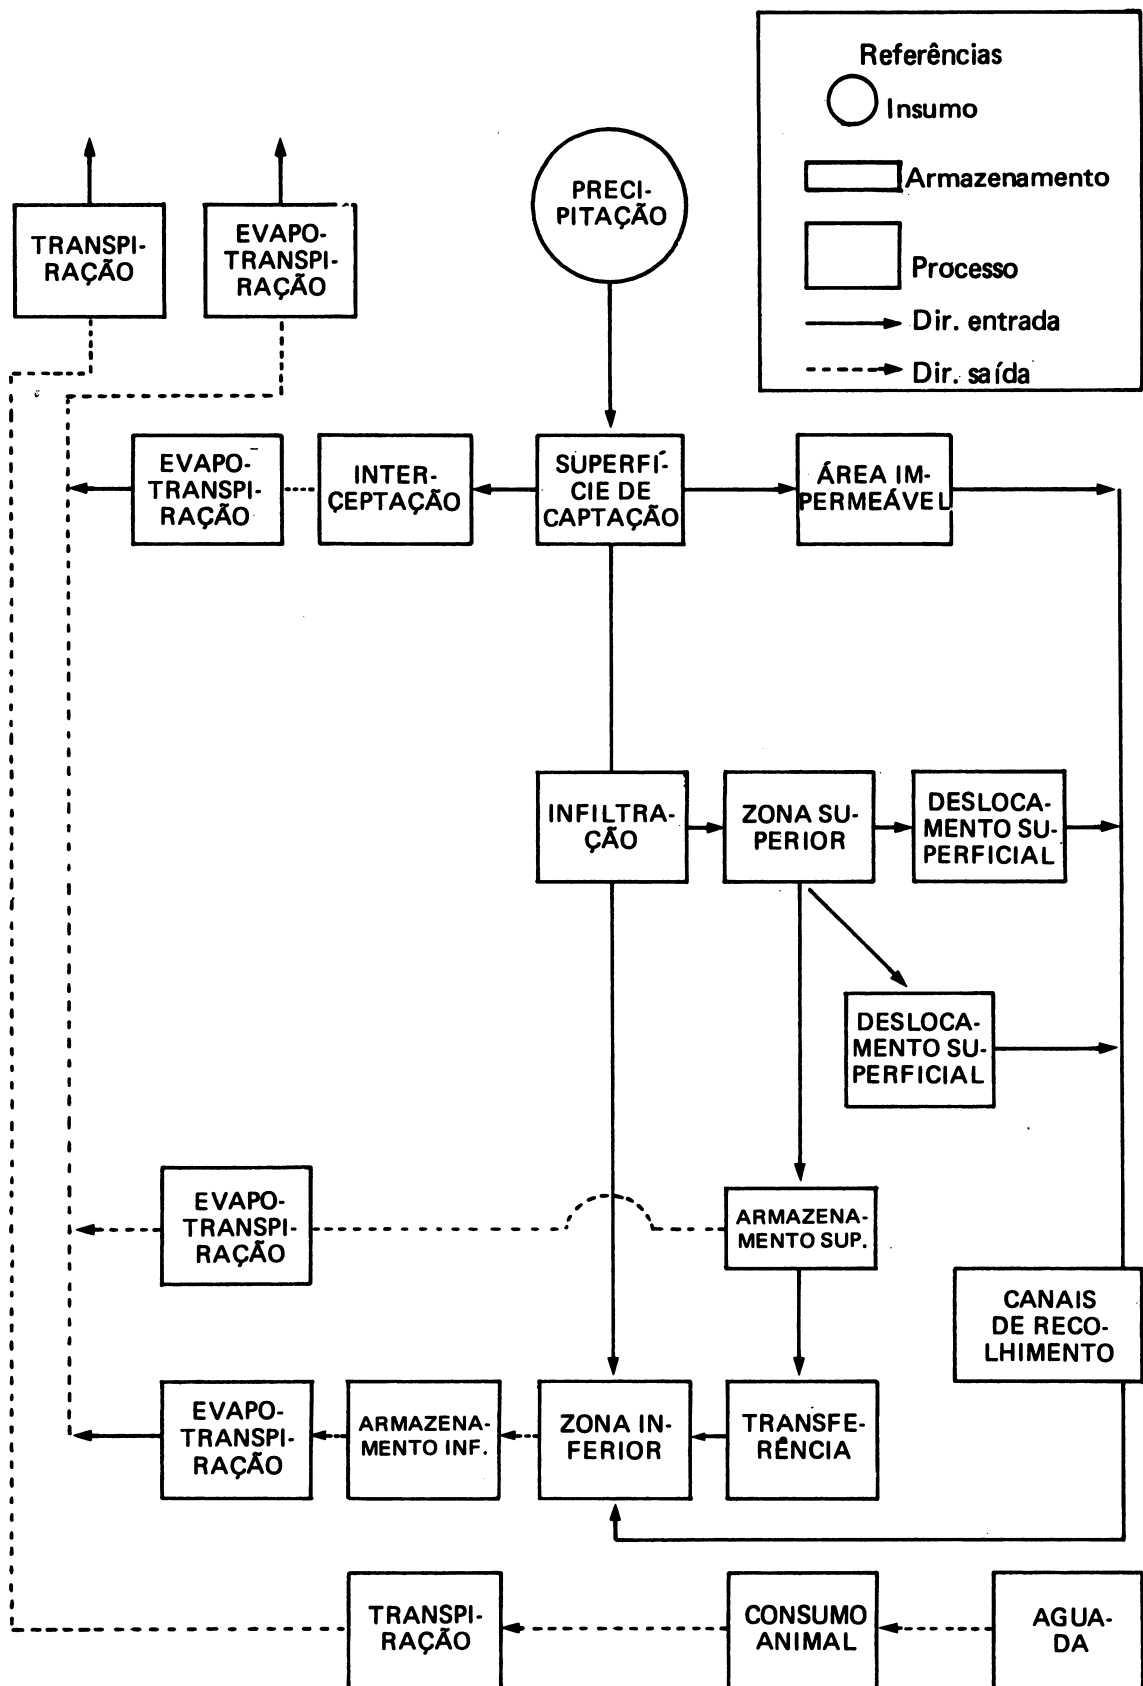 Referências
Insumo
Armazenamento
Processo
Dir. entrada
Dir. saída
PRECI-
PITAÇÃO
TRANSPI-
RAÇÃO
EVAPO-
TRANSPI-
RAÇÃO
EVAPO-
TRANSPI-
RAÇÃO
INTER-
ÇEPTAÇÃO
SUPERFÍ-
CIE DE
CAPTAÇÃO
ÁREA IM-
PERMEÁVEL
INFILTRA-
ÇÃO
ZONA SU-
PERIOR
DESLOCA-
MENTO SU-
PERFICIAL
DESLOCA-
MENTO SU-
PERFICIAL
EVAPO-
TRANSPI-
RAÇÃO
ARMAZENA-
MENTO SUP.
CANAIS
DE RECO-
LHIMENTO
EVAPO-
TRANSPI-
RAÇÃO
ARMAZENA-
MENTO INF.
ZONA IN-
FERIOR
TRANSFE-
RÊNCIA
TRANSPI-
RAÇÃO
CONSUMO
ANIMAL
AGUA-
DA